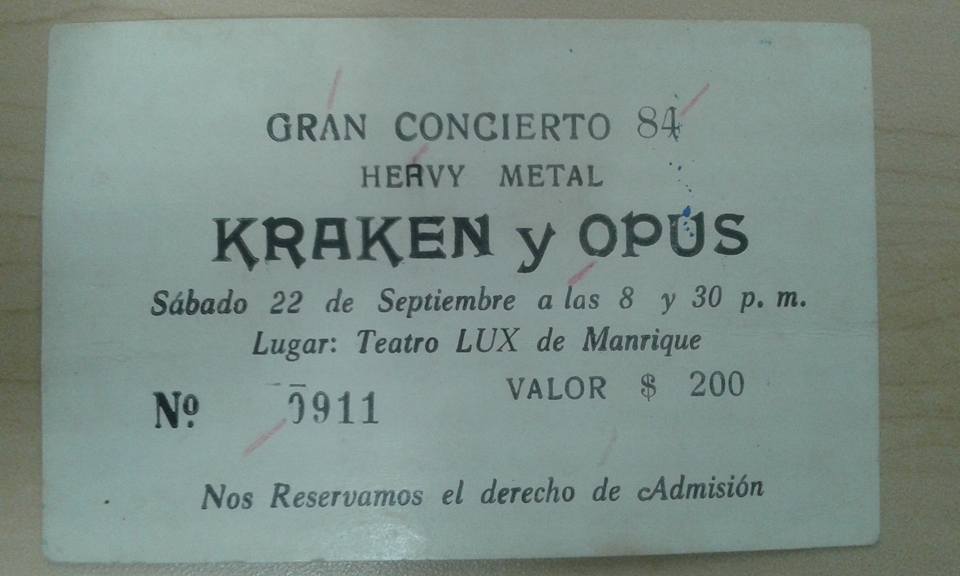 GRAN CONCIERTO 84
HEAVY METAL
KRAKEN y OPUS
Sábado 22 de Septiembre a las 8 y 30 p. m.
Lugar: Teatro LUX de Manrique
Nº 0911
VALOR $ 200
Nos Reservamos el derecho de Admisión